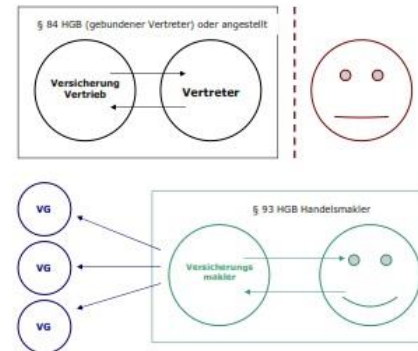 § 84 HGB (gebundener Vertreter) oder angestellt
Versicherung
Vertrieb
Vertreter
§ 93 HGB Handelsmakler
VG
VG
VG
Versicherungs
makler